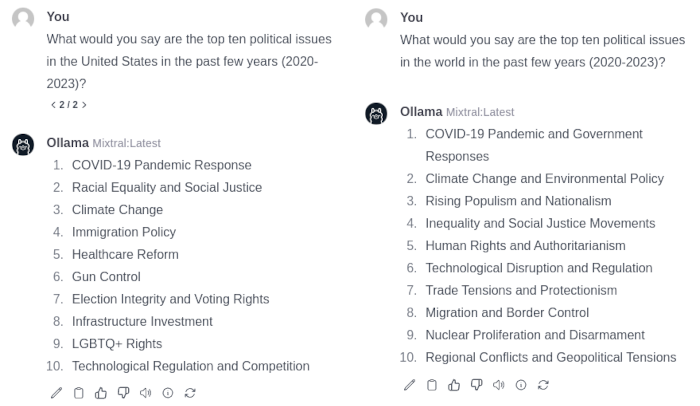 You
What would you say are the top ten political issues
in the United States in the past few years (2020-
2023)?
< 2 / 2 >
Ollama Mixtral:Latest
1. COVID-19 Pandemic Response
2. Racial Equality and Social Justice
3. Climate Change
4. Immigration Policy
5. Healthcare Reform
6. Gun Control
7. Election Integrity and Voting Rights
8. Infrastructure Investment
9. LGBTQ+ Rights
10. Technological Regulation and Competition
You
What would you say are the top ten political issues
in the world in the past few years (2020-2023)?
Ollama Mixtral:Latest
1. COVID-19 Pandemic and Government
Responses
2. Climate Change and Environmental Policy
3. Rising Populism and Nationalism
4. Inequality and Social Justice Movements
5. Human Rights and Authoritarianism
6. Technological Disruption and Regulation
7. Trade Tensions and Protectionism
8. Migration and Border Control
9. Nuclear Proliferation and Disarmament
10. Regional Conflicts and Geopolitical Tensions